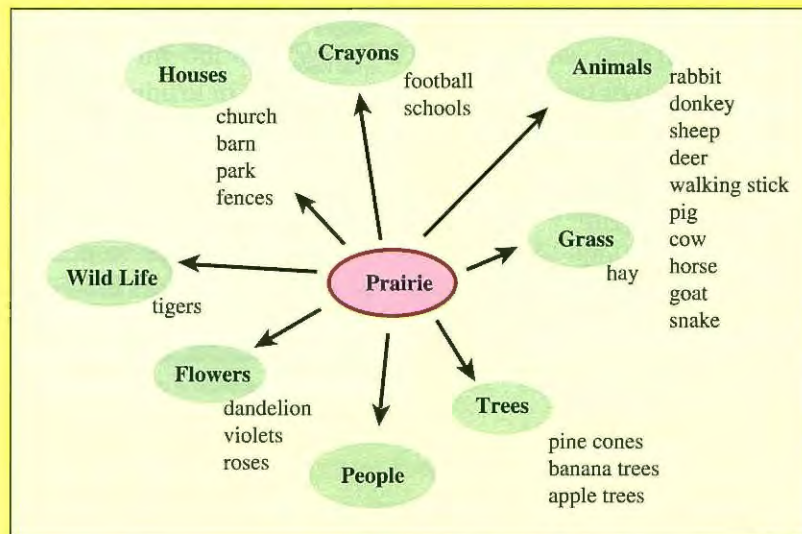 Houses
church
barn
park
fences
Crayons
football
schools
Animals
rabbit
donkey
sheep
deer
walking stick
pig
cow
horse
goat
snake
Grass
hay
Prairie
Wild Life
tigers
Flowers
dandelion
violets
roses
People
Trees
pine cones
banana trees
apple trees